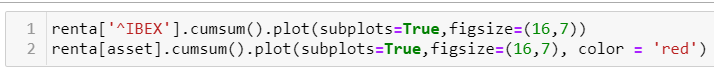 1 renta['^IBEX'].cumsum().plot(subplots=True,figsize=(16,7))
2 renta[asset].cumsum().plot(subplots=True,figsize=(16,7), color = 'red')